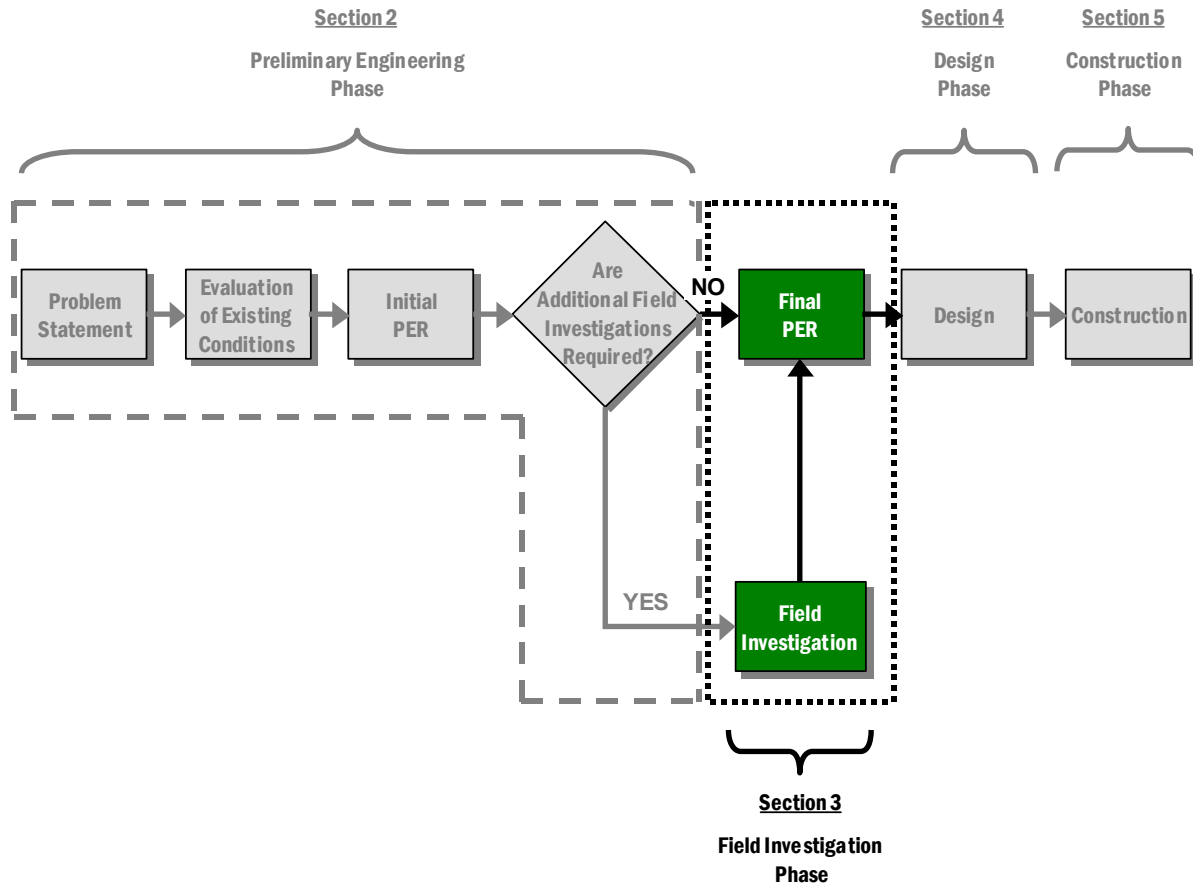 Section 2
Preliminary Engineering
Phase
Section 4
Design
Phase
Section 5
Construction
Phase
Problem
Statement
Evaluation
of Existing
Conditions
Initial
PER
Are
Additional Field
Investigations
Required?
NO
Final
PER
Design
Construction
YES
Field
Investigation
Section 3
Field Investigation
Phase